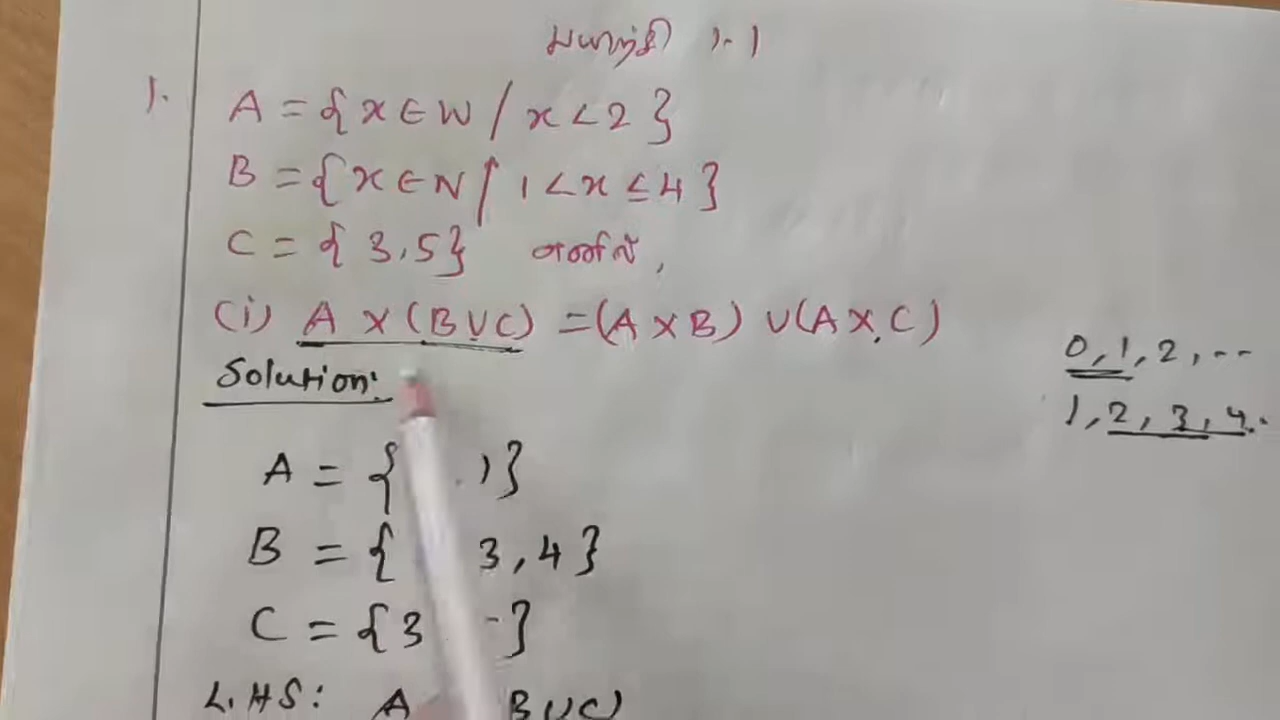 பயிற்சி 1.1
1. A = {x ∈ W / x < 2}
B = {x ∈ N / 1 < x ≤ 4}
C = {3, 5} எனில்,
(i) A × (B ∪ C) = (A × B) ∪ (A × C)
0, 1, 2, ..
Solution:
1, 2, 3, 4..
A = { 1}
B = { 3, 4}
C = {3 }
L.HS: A B ∪ C)